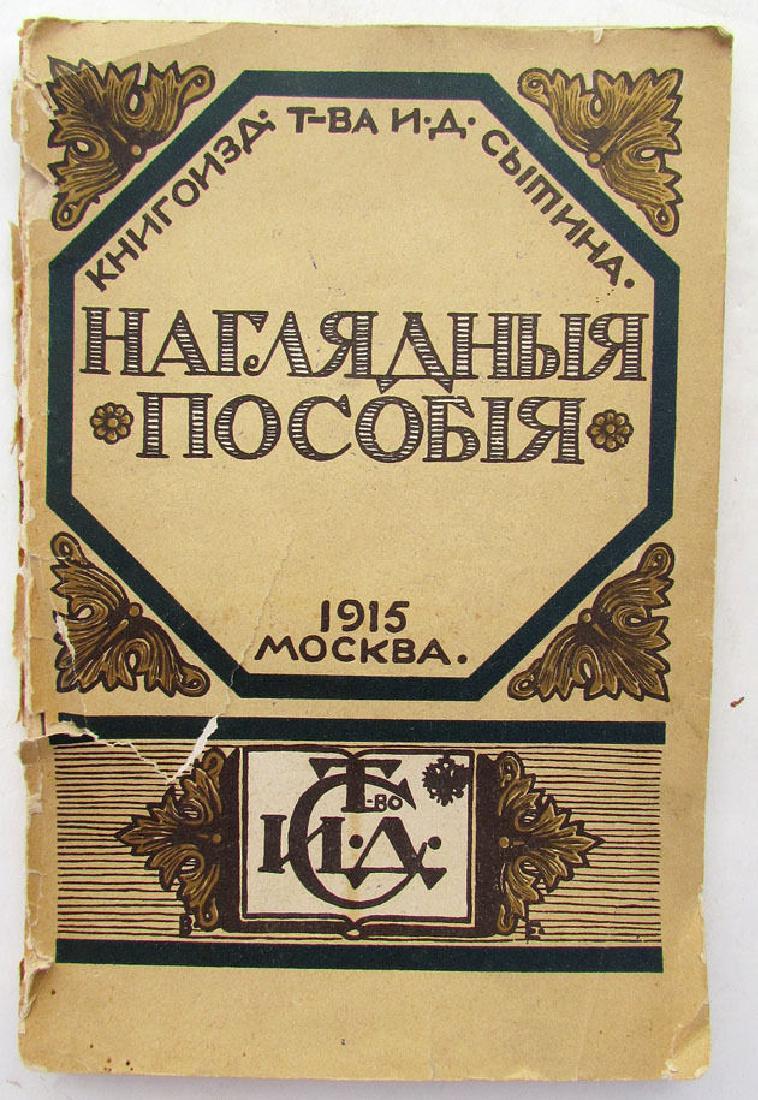 КНИГОИЗД: Т-ВА И·Д· СЫТИНА.
НАГЛЯДНЫЯ
ПОСОБІЯ
1915
МОСКВА.
Т-ВО
И·Д· С
В Е